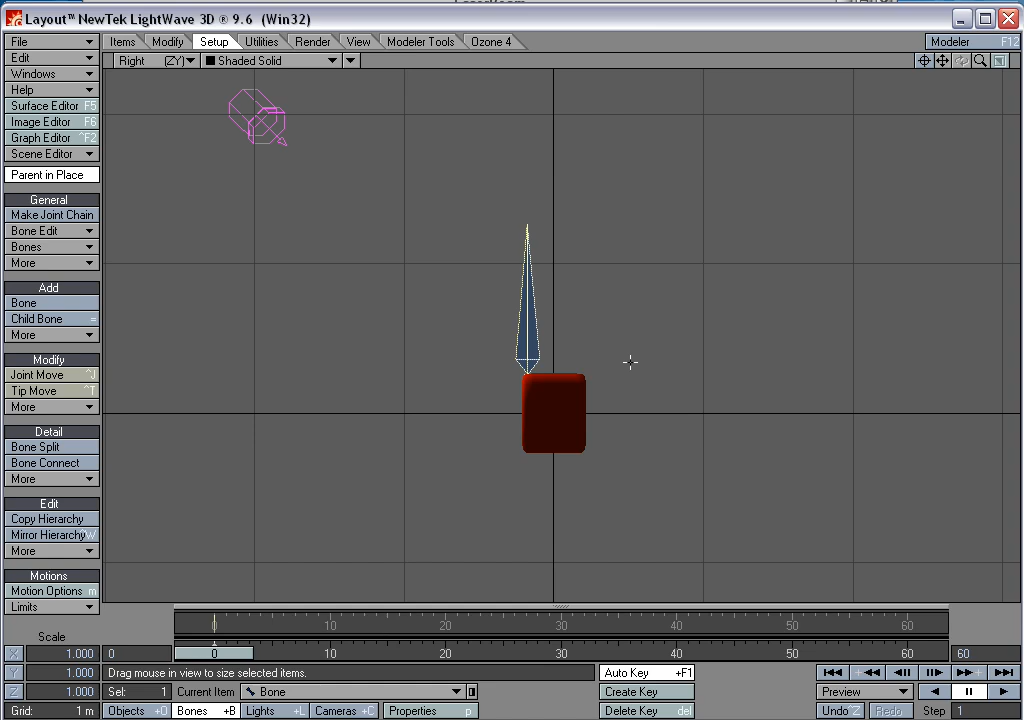 Layout™ NewTek LightWave 3D ® 9.6 (Win32)
File
Items Modify Setup Utilities Render View Modeler Tools Ozone 4
Modeler F12
Edit
Right (ZY) Shaded Solid
Windows
Help
Surface Editor F5
Image Editor F6
Graph Editor ^F2
Scene Editor
Parent in Place
General
Make Joint Chain
Bone Edit
Bones
More
Add
Bone
Child Bone =
More
Modify
Joint Move ^J
Tip Move ^T
More
Detail
Bone Split
Bone Connect
More
Edit
Copy Hierarchy
Mirror Hierarchy W
More
Motions
Motion Options m
Limits
0 10 20 30 40 50 60
Scale
X 1.000 0 0 10 20 30 40 50 60 60
Y 1.000 Drag mouse in view to size selected items. Auto Key +F1
Z 1.000 Sel: 1 Current Item Bone Create Key Preview
Grid: 1 m Objects +O Bones +B Lights +L Cameras +C Properties p Delete Key del Undo ^Z Redo Step 1